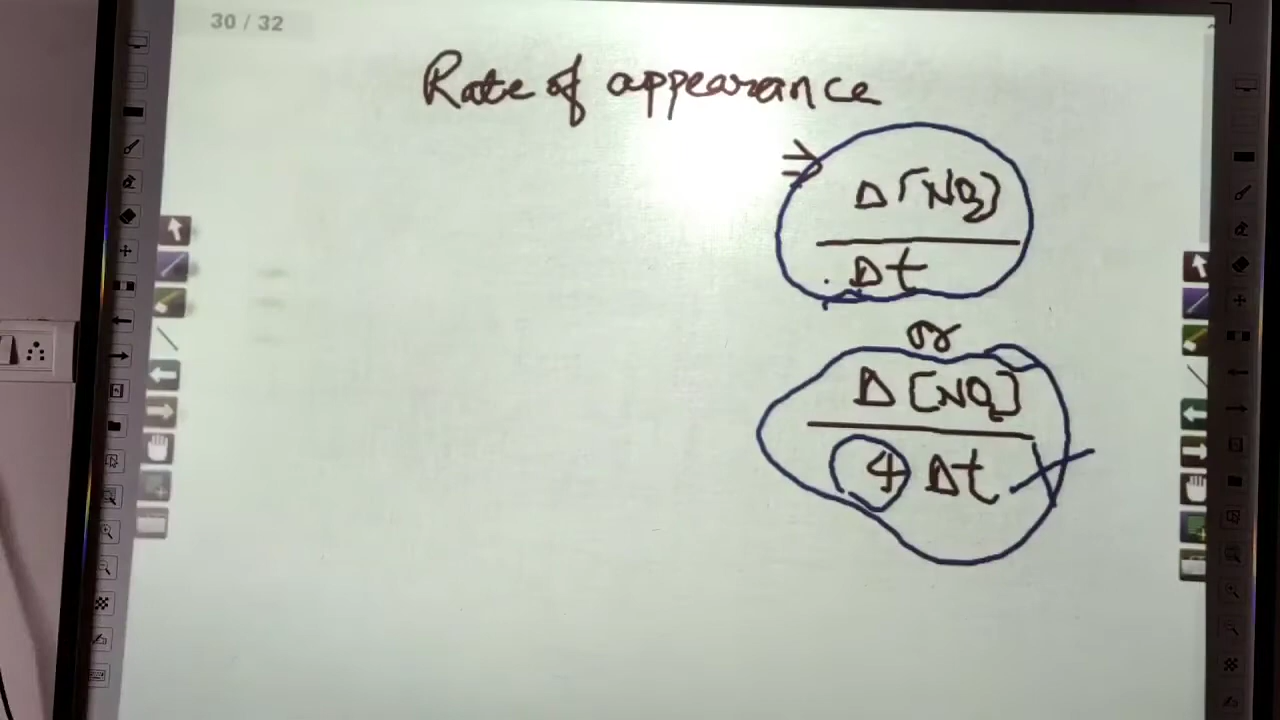 30 / 32
Rate of appearance
⇒ Δ[NO₂]
Δt
or
Δ[NO₂]
4 Δt